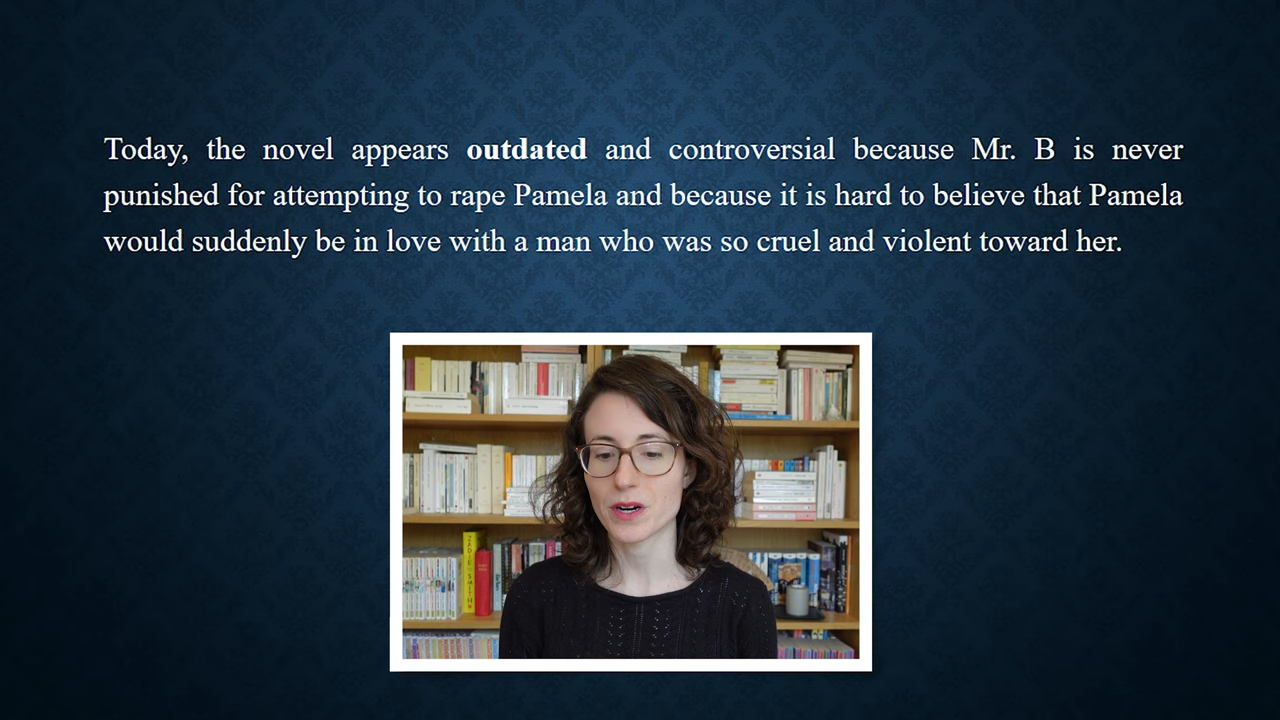 Today, the novel appears outdated and controversial because Mr. B is never
punished for attempting to rape Pamela and because it is hard to believe that Pamela
would suddenly be in love with a man who was so cruel and violent toward her.
ZADIE SMITH